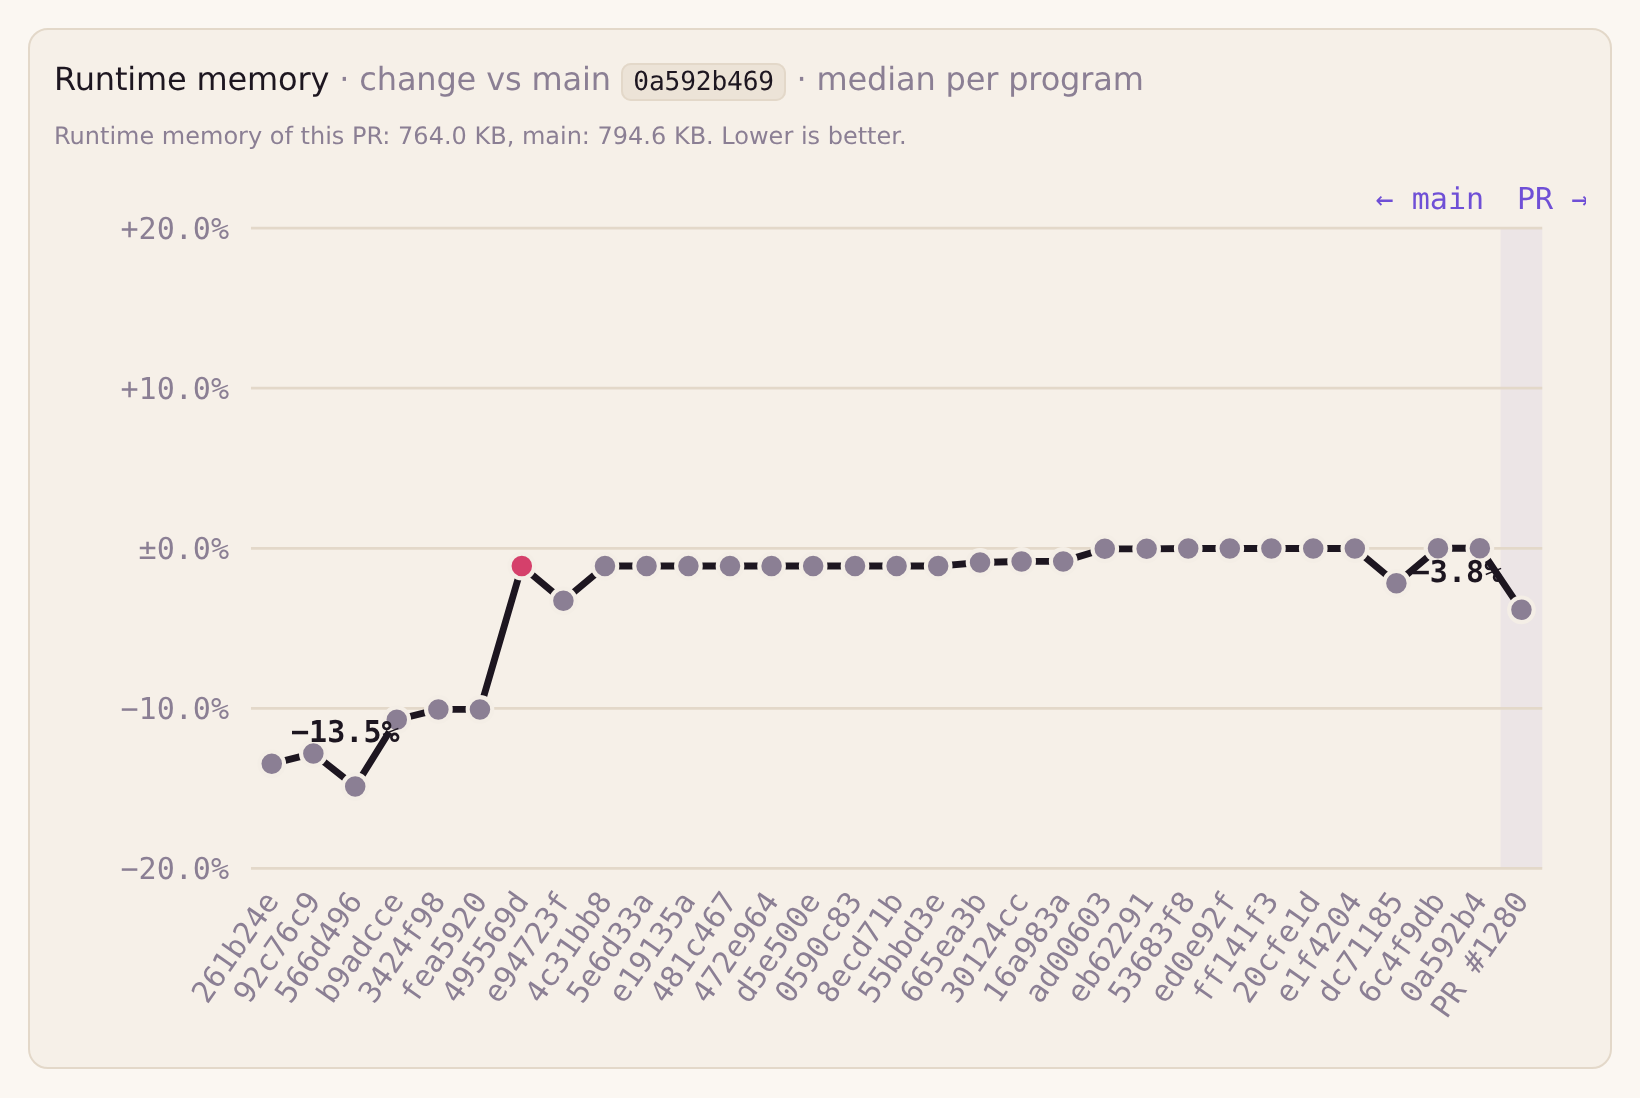 Runtime memory · change vs main 0a592b469 · median per program
Runtime memory of this PR: 764.0 KB, main: 794.6 KB. Lower is better.
← main PR →
+20.0%
+10.0%
±0.0%
−3.8%
−10.0%
−13.5%
−20.0%
261b24e
92c76c9
566d496
b9adcce
3424f98
fea5920
495569d
e94723f
4c31bb8
5e6d33a
e19135a
481c467
472e964
d5e500e
0590c83
8ecd71b
55bbd3e
665ea3b
30124cc
16a983a
ad00603
eb62291
53683f8
ed0e92f
ff141f3
20cfe1d
e1f4204
dc71185
6c4f9db
0a592b4
PR #1280